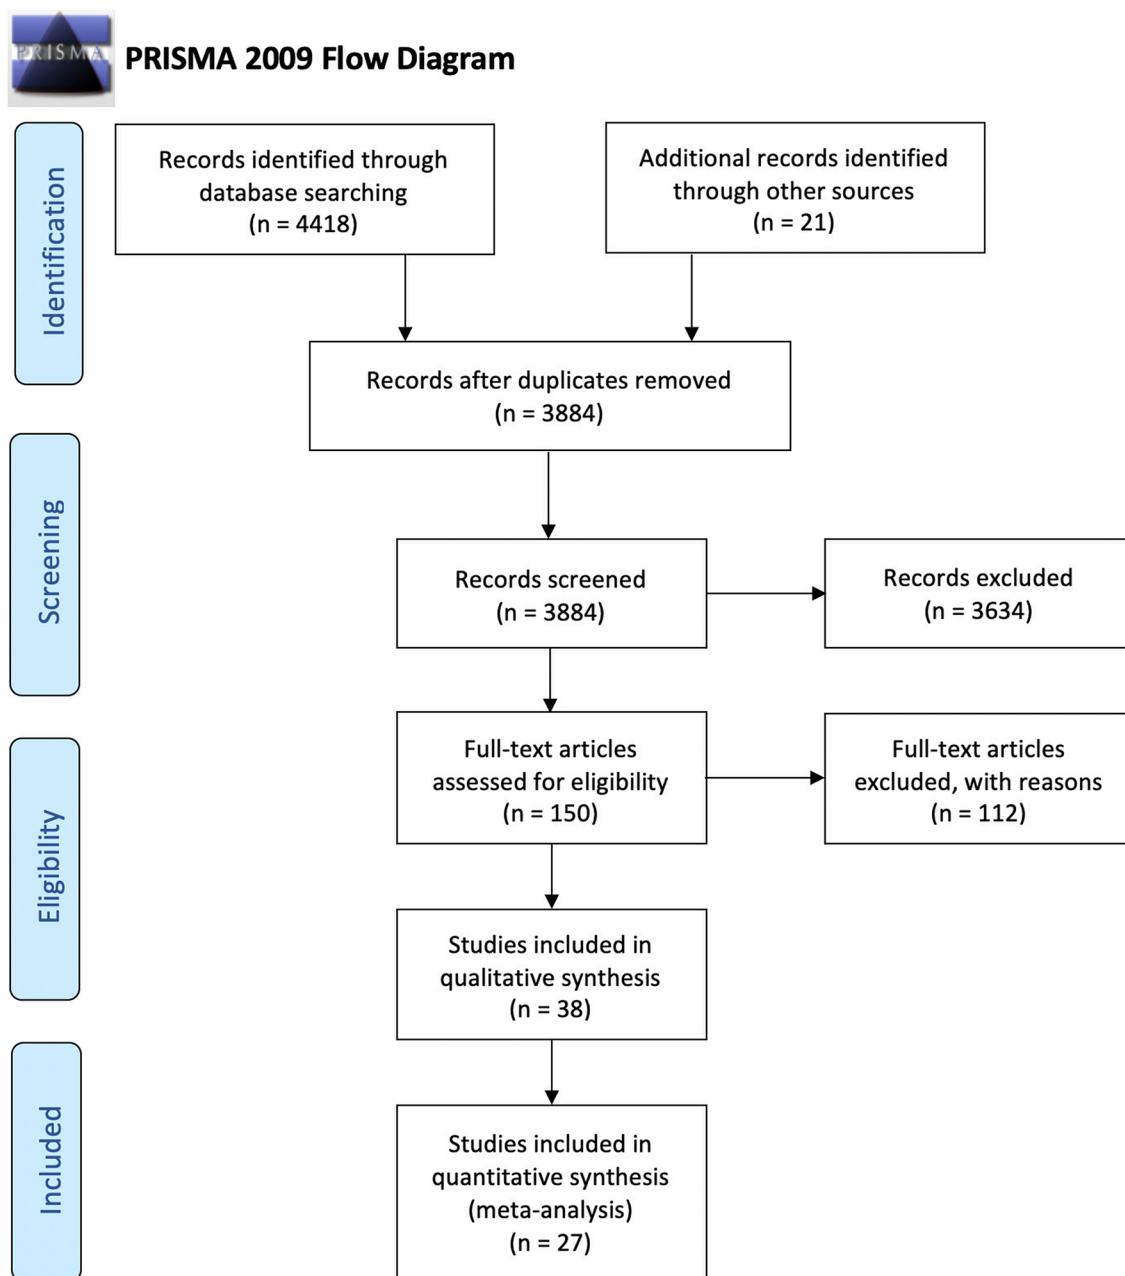 PRISMA
PRISMA 2009 Flow Diagram
Identification
Records identified through
database searching
(n = 4418)
Additional records identified
through other sources
(n = 21)
Records after duplicates removed
(n = 3884)
Screening
Records screened
(n = 3884)
Records excluded
(n = 3634)
Eligibility
Full-text articles
assessed for eligibility
(n = 150)
Full-text articles
excluded, with reasons
(n = 112)
Studies included in
qualitative synthesis
(n = 38)
Included
Studies included in
quantitative synthesis
(meta-analysis)
(n = 27)